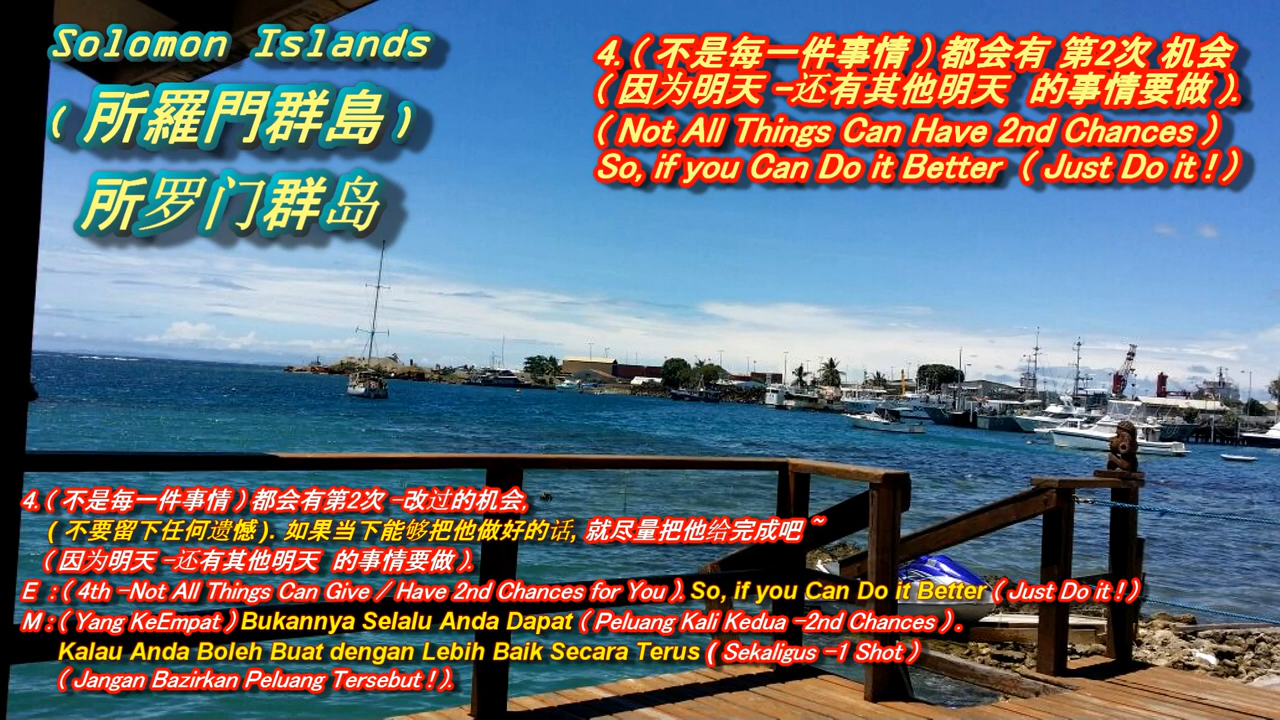 Solomon Islands
( 所羅門群島 )
所罗门群岛
4. ( 不是每一件事情 ) 都会有 第2次 机会
( 因为明天 -还有其他明天 的事情要做 ).
( Not All Things Can Have 2nd Chances )
So, if you Can Do it Better ( Just Do it ! )
4. ( 不是每一件事情 ) 都会有第2次 -改过的机会,
( 不要留下任何遗憾 ). 如果当下能够把他做好的话, 就尽量把他给完成吧 ~
( 因为明天 -还有其他明天 的事情要做 ).
E : ( 4th -Not All Things Can Give / Have 2nd Chances for You ). So, if you Can Do it Better ( Just Do it ! )
M : ( Yang KeEmpat ) Bukannya Selalu Anda Dapat ( Peluang Kali Kedua -2nd Chances ) .
Kalau Anda Boleh Buat dengan Lebih Baik Secara Terus ( Sekaligus -1 Shot )
( Jangan Bazirkan Peluang Tersebut ! ).